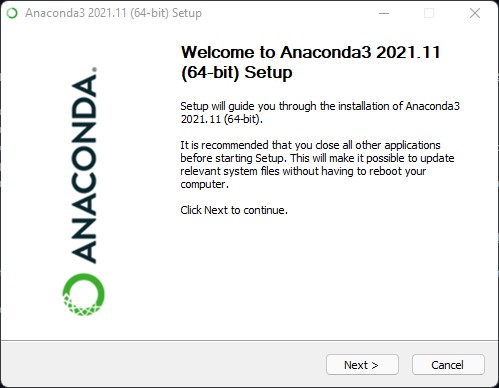 Anaconda3 2021.11 (64-bit) Setup
Welcome to Anaconda3 2021.11
(64-bit) Setup
Setup will guide you through the installation of Anaconda3
2021.11 (64-bit).
It is recommended that you close all other applications
before starting Setup. This will make it possible to update
relevant system files without having to reboot your
computer.
Click Next to continue.
ANACONDA.
Next >
Cancel